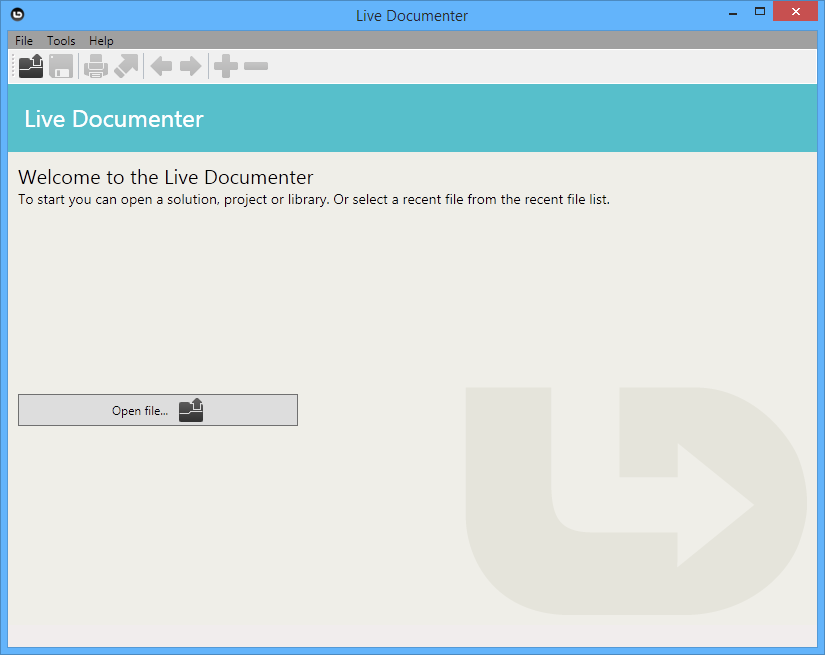 Live Documenter
File Tools Help
Live Documenter
Welcome to the Live Documenter
To start you can open a solution, project or library. Or select a recent file from the recent file list.
Open file...